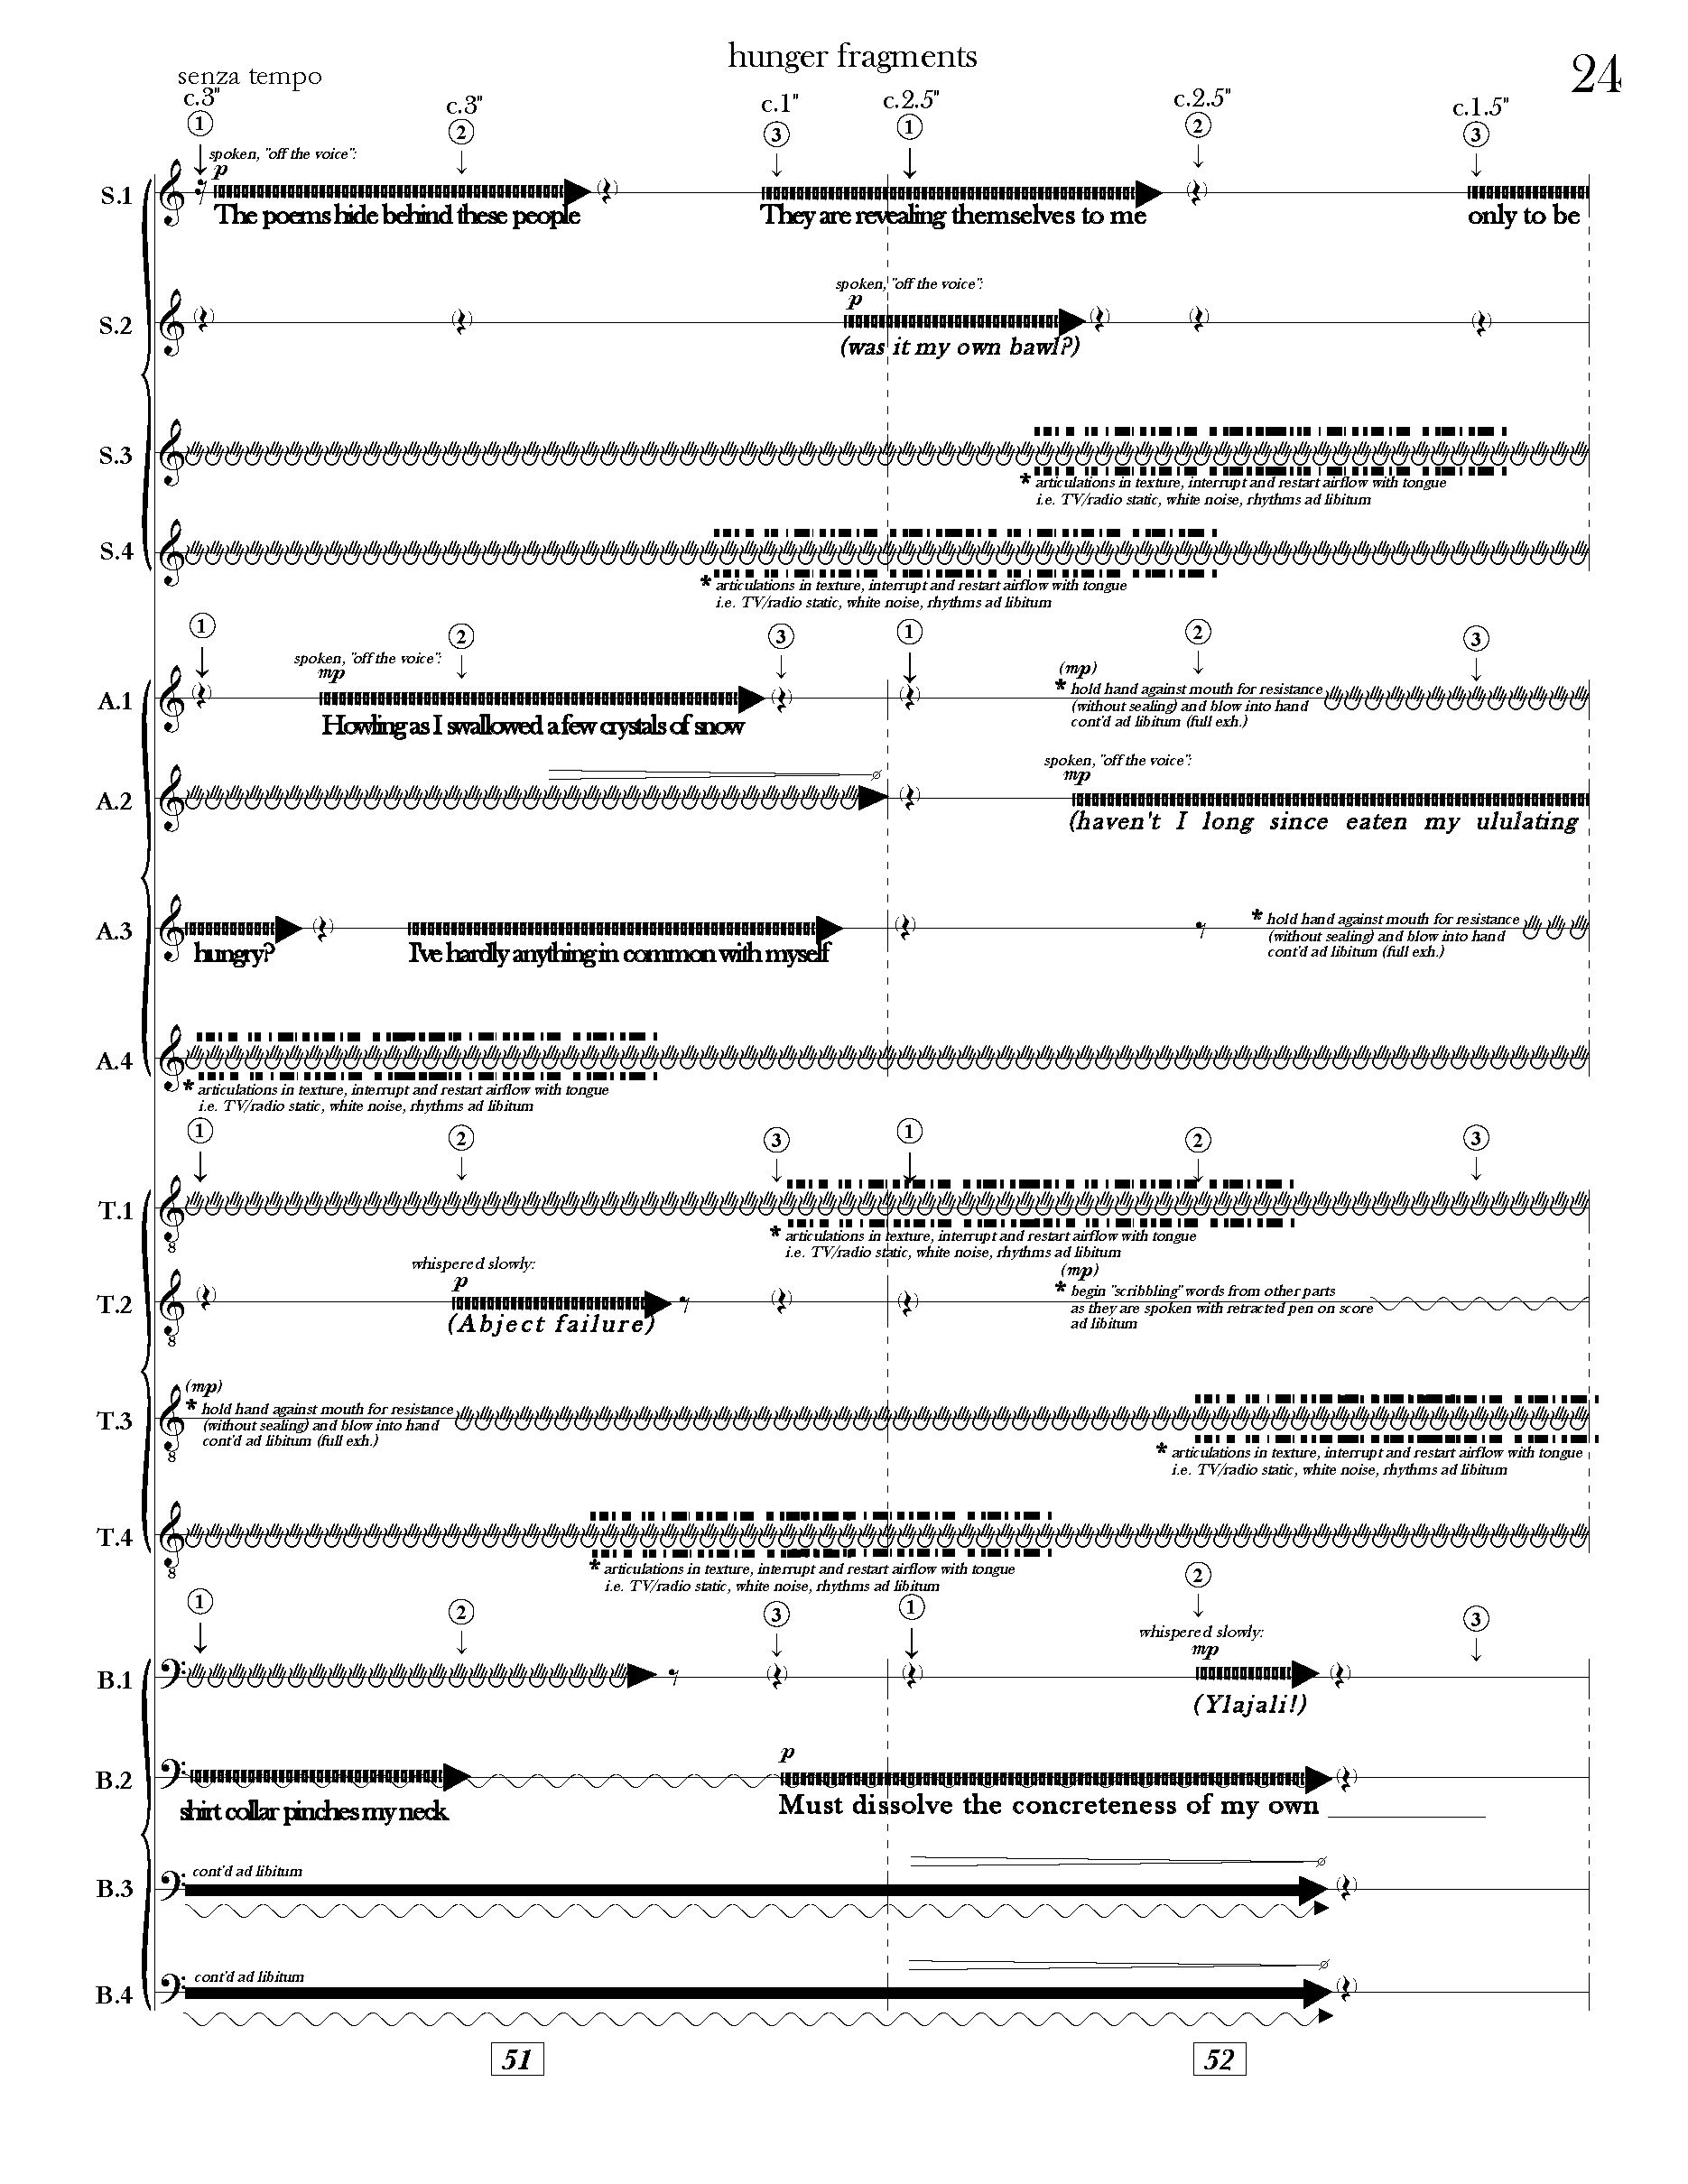 hunger fragments
24
senza tempo
c.3" c.3" c.1" c.2.5" c.2.5" c.1.5"
1 2 3 1 2 3
spoken, "off the voice":
p
S.1
The poems hide behind these people They are revealing themselves to me only to be
spoken, "off the voice":
p
S.2
(was it my own bawl?)
S.3
* articulations in texture, interrupt and restart airflow with tongue
i.e. TV/radio static, white noise, rhythms ad libitum
S.4
* articulations in texture, interrupt and restart airflow with tongue
i.e. TV/radio static, white noise, rhythms ad libitum
1 2 3 1 2 3
spoken, "off the voice":
mp
(mp)
A.1
* hold hand against mouth for resistance
(without sealing) and blow into hand
cont'd ad libitum (full exh.)
Howling as I swallowed a few crystals of snow
spoken, "off the voice":
mp
A.2
(haven't I long since eaten my ululating
A.3
* hold hand against mouth for resistance
(without sealing) and blow into hand
cont'd ad libitum (full exh.)
hungry? I've hardly anything in common with myself
A.4
* articulations in texture, interrupt and restart airflow with tongue
i.e. TV/radio static, white noise, rhythms ad libitum
1 2 3 1 2 3
T.1
8
* articulations in texture, interrupt and restart airflow with tongue
i.e. TV/radio static, white noise, rhythms ad libitum
whispered slowly:
p
(mp)
T.2
8
* begin "scribbling" words from other parts
as they are spoken with retracted pen on score
ad libitum
(Abject failure)
(mp)
T.3
8
* hold hand against mouth for resistance
(without sealing) and blow into hand
cont'd ad libitum (full exh.)
* articulations in texture, interrupt and restart airflow with tongue
i.e. TV/radio static, white noise, rhythms ad libitum
T.4
8
* articulations in texture, interrupt and restart airflow with tongue
i.e. TV/radio static, white noise, rhythms ad libitum
1 2 3 1 2 3
whispered slowly:
mp
B.1
(Ylajali!)
p
B.2
shirt collar pinches my neck Must dissolve the concreteness of my own
cont'd ad libitum
B.3
cont'd ad libitum
B.4
51 52